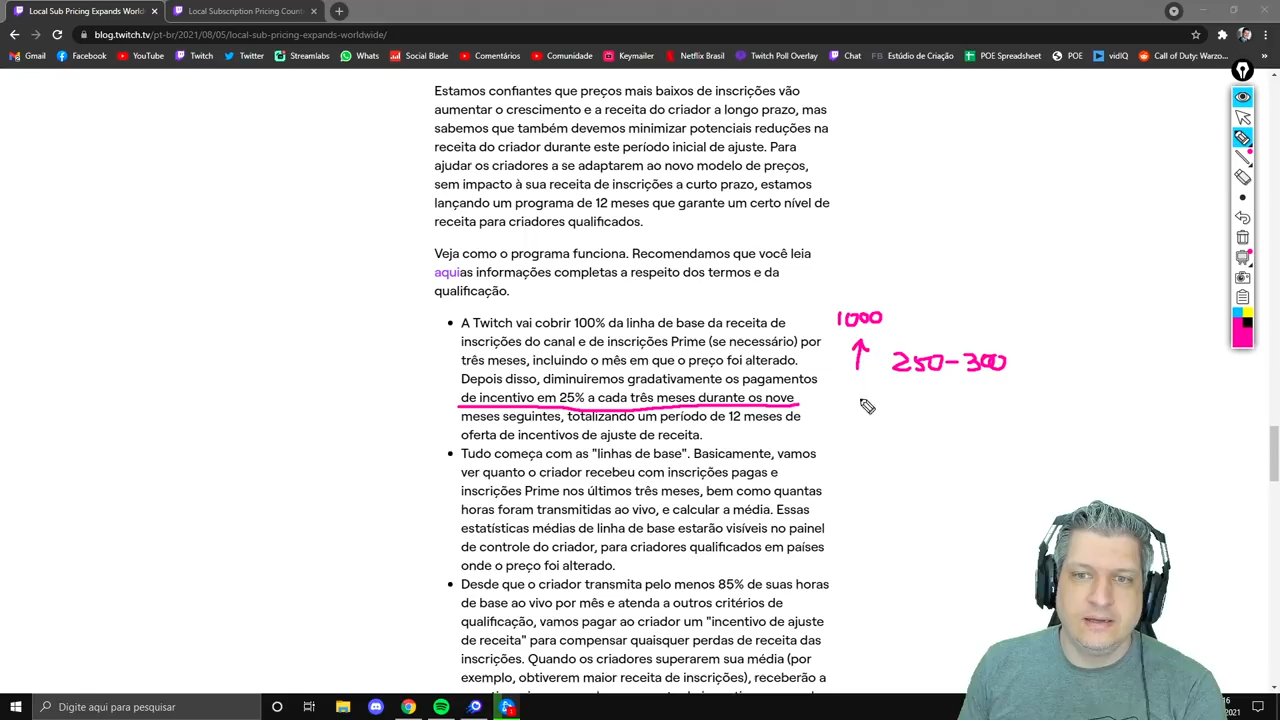 Local Sub Pricing Expands World
Local Subscription Pricing Count
blog.twitch.tv/pt-br/2021/08/05/local-sub-pricing-expands-worldwide/
Gmail
Facebook
YouTube
Twitch
Twitter
Streamlabs
Whats
Social Blade
Comentários
Comunidade
Keymailer
Netflix Brasil
Twitch Poll Overlay
CA
FB Estúdio de Criação
POE Spreadsheet
POE
vidIQ
Call of Duty: Warzo...
Estamos confiantes que preços mais baixos de inscrições vão
aumentar o crescimento e a receita do criador a longo prazo, mas
sabemos que também devemos minimizar potenciais reduções na
receita do criador durante este período inicial de ajuste. Para
ajudar os criadores a se adaptarem ao novo modelo de preços,
sem impacto à sua receita de inscrições a curto prazo, estamos
lançando um programa de 12 meses que garante um certo nível de
receita para criadores qualificados.
Veja como o programa funciona. Recomendamos que você leia
aquias informações completas a respeito dos termos e da
qualificação.
A Twitch vai cobrir 100% da linha de base da receita de
inscrições do canal e de inscrições Prime (se necessário) por
três meses, incluindo o mês em que o preço foi alterado.
Depois disso, diminuiremos gradativamente os pagamentos
de incentivo em 25% a cada três meses durante os nove
meses seguintes, totalizando um período de 12 meses de
oferta de incentivos de ajuste de receita.
1000
250-300
Tudo começa com as "linhas de base". Basicamente, vamos
ver quanto o criador recebeu com inscrições pagas e
inscrições Prime nos últimos três meses, bem como quantas
horas foram transmitidas ao vivo, e calcular a média. Essas
estatísticas médias de linha de base estarão visíveis no painel
de controle do criador, para criadores qualificados em países
onde o preço foi alterado.
Desde que o criador transmita pelo menos 85% de suas horas
de base ao vivo por mês e atenda a outros critérios de
qualificação, vamos pagar ao criador um "incentivo de ajuste
de receita" para compensar quaisquer perdas de receita das
inscrições. Quando os criadores superarem sua média (por
exemplo, obtiverem maior receita de inscrições), receberão a
Digite aqui para pesquisar
16
2021